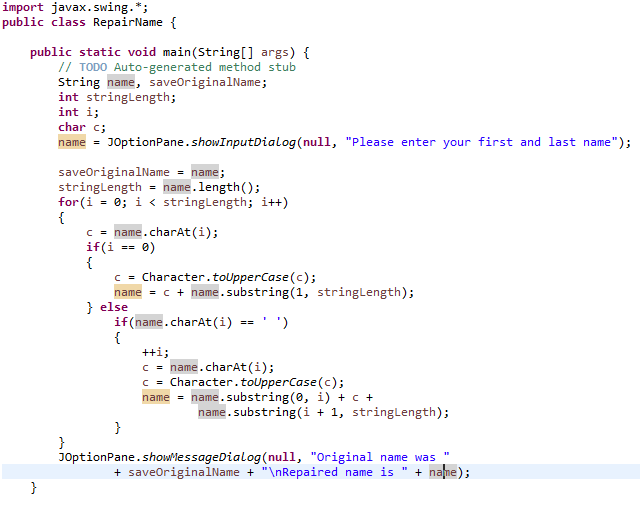 import javax.swing.*;
public class RepairName {
    public static void main(String[] args) {
        // TODO Auto-generated method stub
        String name, saveOriginalName;
        int stringLength;
        int i;
        char c;
        name = JOptionPane.showInputDialog(null, "Please enter your first and last name");
        saveOriginalName = name;
        stringLength = name.length();
        for(i = 0; i < stringLength; i++)
        {
            c = name.charAt(i);
            if(i == 0)
            {
                c = Character.toUpperCase(c);
                name = c + name.substring(1, stringLength);
            } else
                if(name.charAt(i) == ' ')
                {
                    ++i;
                    c = name.charAt(i);
                    c = Character.toUpperCase(c);
                    name = name.substring(0, i) + c +
                            name.substring(i + 1, stringLength);
                }
        }
        JOptionPane.showMessageDialog(null, "Original name was "
                + saveOriginalName + "\nRepaired name is " + name);
    }